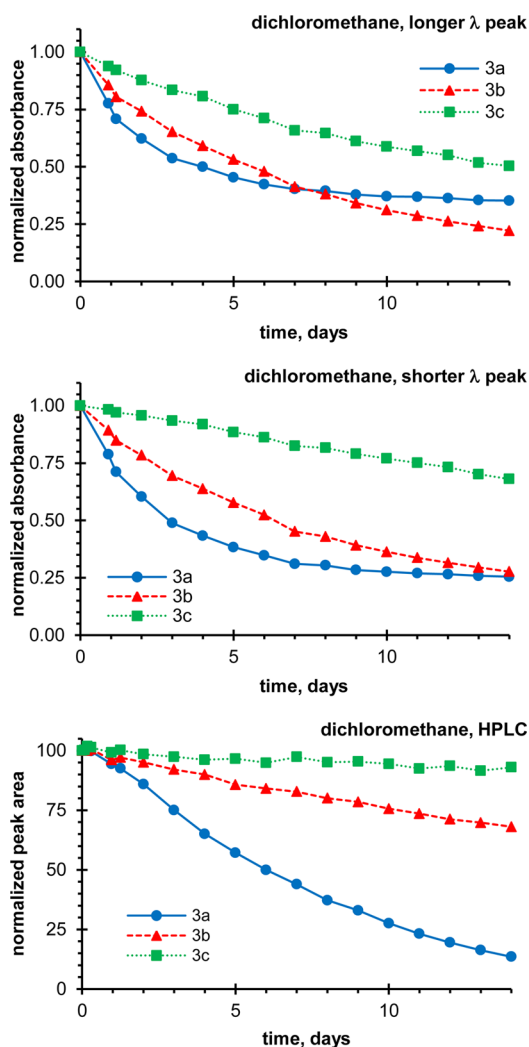 dichloromethane, longer λ peak
1.00
0.75
0.50
0.25
0.00
normalized absorbance
3a
3b
3c
0
5
10
time, days
dichloromethane, shorter λ peak
1.00
0.75
0.50
0.25
0.00
normalized absorbance
3a
3b
3c
0
5
10
time, days
dichloromethane, HPLC
100
75
50
25
0
normalized peak area
3a
3b
3c
0
5
10
time, days